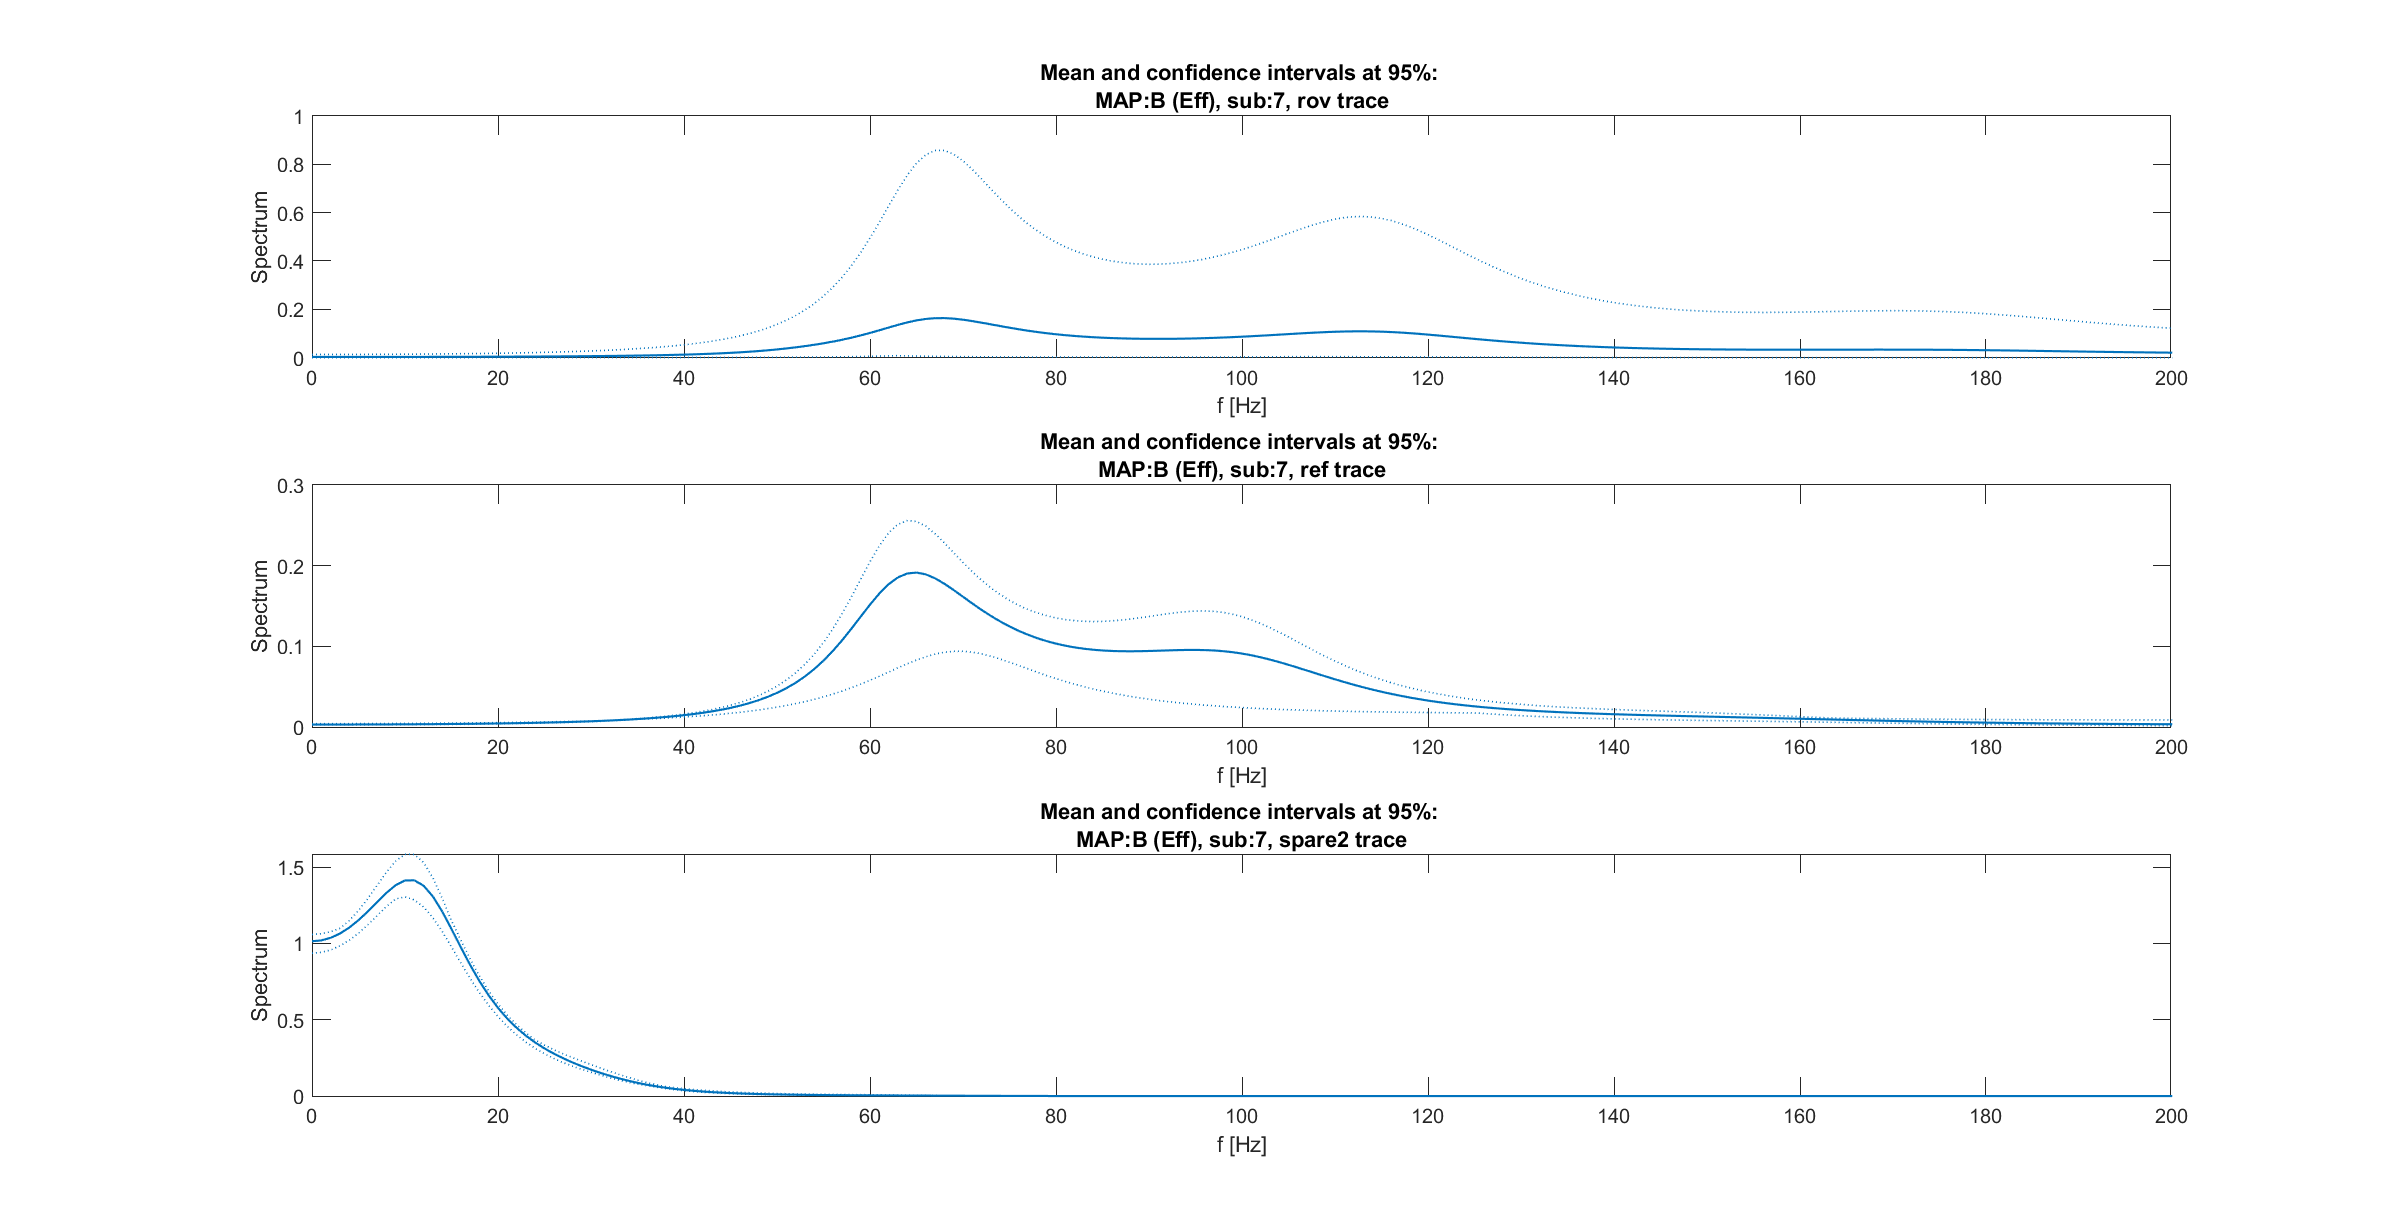 Mean and confidence intervals at 95%:
MAP:B (Eff), sub:7, rov trace
1
0.8
0.6
0.4
0.2
0
Spectrum
0 20 40 60 80 100 120 140 160 180 200
f [Hz]
Mean and confidence intervals at 95%:
MAP:B (Eff), sub:7, ref trace
0.3
0.2
0.1
0
Spectrum
0 20 40 60 80 100 120 140 160 180 200
f [Hz]
Mean and confidence intervals at 95%:
MAP:B (Eff), sub:7, spare2 trace
1.5
1
0.5
0
Spectrum
0 20 40 60 80 100 120 140 160 180 200
f [Hz]